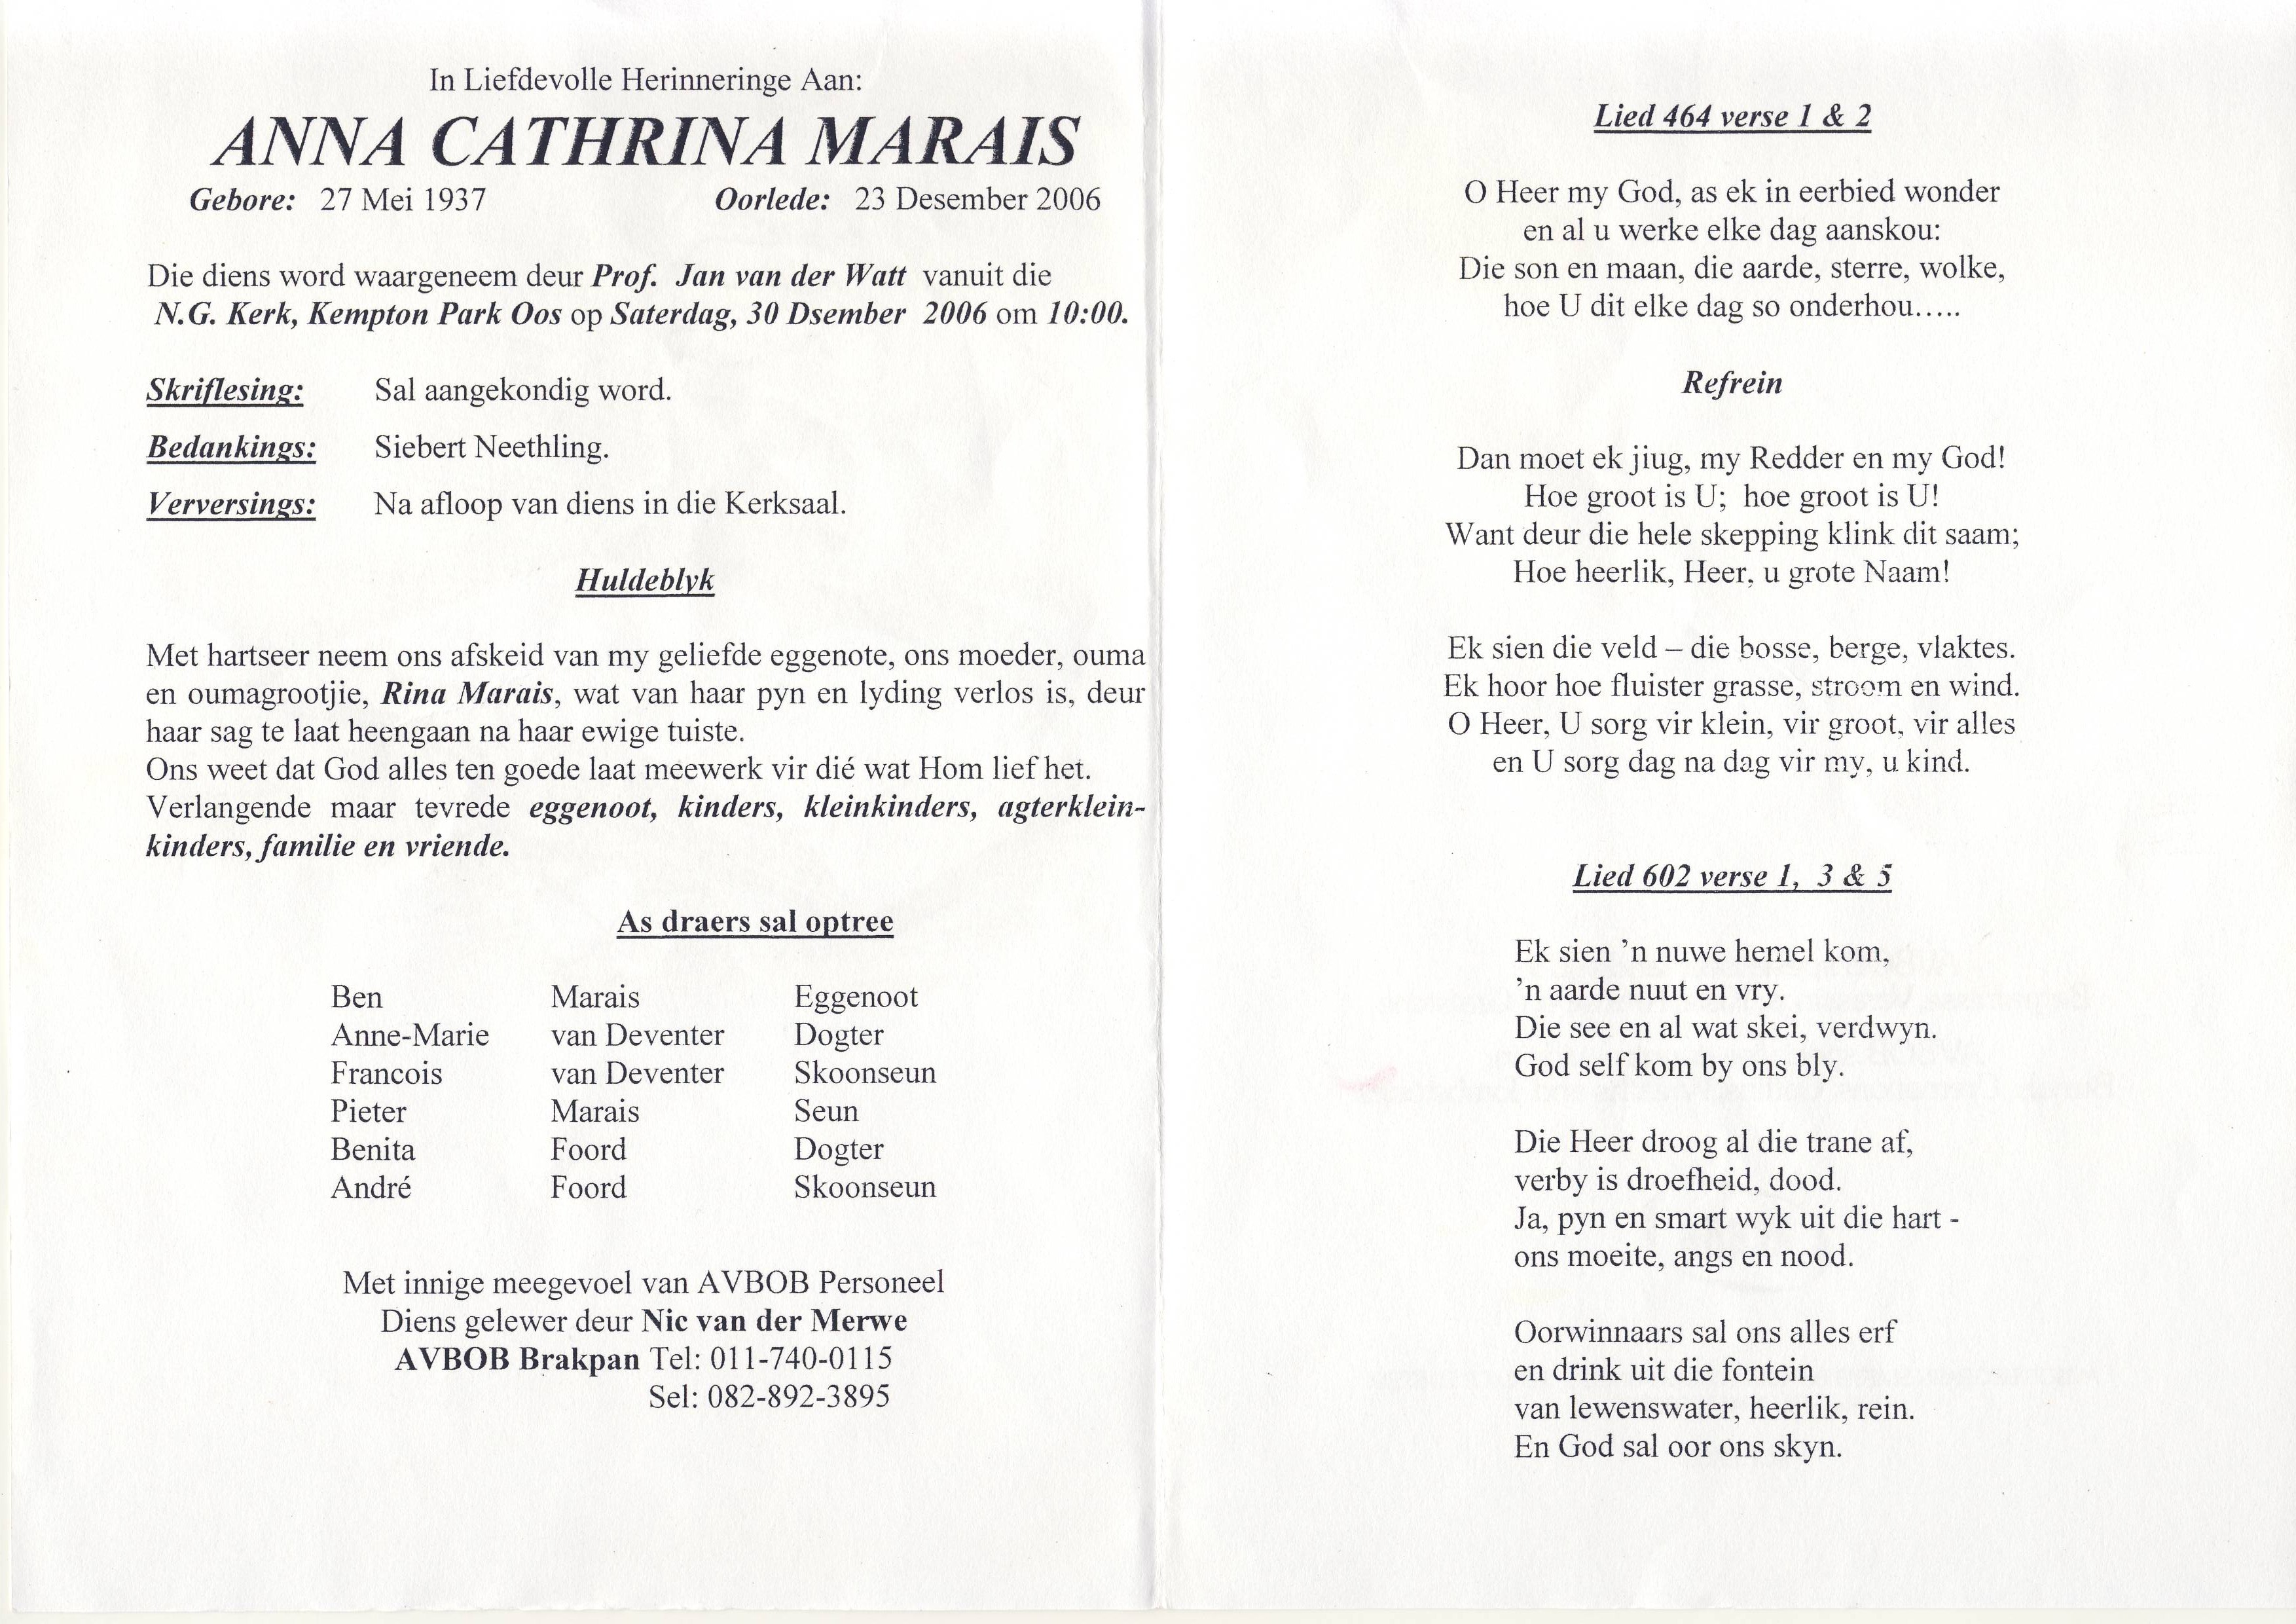 In Liefdevolle Herinneringe Aan:
ANNA CATHRINA MARAIS
Gebore: 27 Mei 1937 Oorlede: 23 Desember 2006
Die diens word waargeneem deur Prof. Jan van der Watt vanuit die
N.G. Kerk, Kempton Park Oos op Saterdag, 30 Dsember 2006 om 10:00.
Skriflesing: Sal aangekondig word.
Bedankings: Siebert Neethling.
Verversings: Na afloop van diens in die Kerksaal.
Huldeblyk
Met hartseer neem ons afskeid van my geliefde eggenote, ons moeder, ouma
en oumagrootjie, Rina Marais, wat van haar pyn en lyding verlos is, deur
haar sag te laat heengaan na haar ewige tuiste.
Ons weet dat God alles ten goede laat meewerk vir dié wat Hom lief het.
Verlangende maar tevrede eggenoot, kinders, kleinkinders, agterklein-
kinders, familie en vriende.
As draers sal optree
Ben Marais Eggenoot
Anne-Marie van Deventer Dogter
Francois van Deventer Skoonseun
Pieter Marais Seun
Benita Foord Dogter
André Foord Skoonseun
Met innige meegevoel van AVBOB Personeel
Diens gelewer deur Nic van der Merwe
AVBOB Brakpan Tel: 011-740-0115
Sel: 082-892-3895
Lied 464 verse 1 & 2
O Heer my God, as ek in eerbied wonder
en al u werke elke dag aanskou:
Die son en maan, die aarde, sterre, wolke,
hoe U dit elke dag so onderhou…..
Refrein
Dan moet ek jiug, my Redder en my God!
Hoe groot is U; hoe groot is U!
Want deur die hele skepping klink dit saam;
Hoe heerlik, Heer, u grote Naam!
Ek sien die veld – die bosse, berge, vlaktes.
Ek hoor hoe fluister grasse, stroom en wind.
O Heer, U sorg vir klein, vir groot, vir alles
en U sorg dag na dag vir my, u kind.
Lied 602 verse 1, 3 & 5
Ek sien ’n nuwe hemel kom,
’n aarde nuut en vry.
Die see en al wat skei, verdwyn.
God self kom by ons bly.
Die Heer droog al die trane af,
verby is droefheid, dood.
Ja, pyn en smart wyk uit die hart -
ons moeite, angs en nood.
Oorwinnaars sal ons alles erf
en drink uit die fontein
van lewenswater, heerlik, rein.
En God sal oor ons skyn.